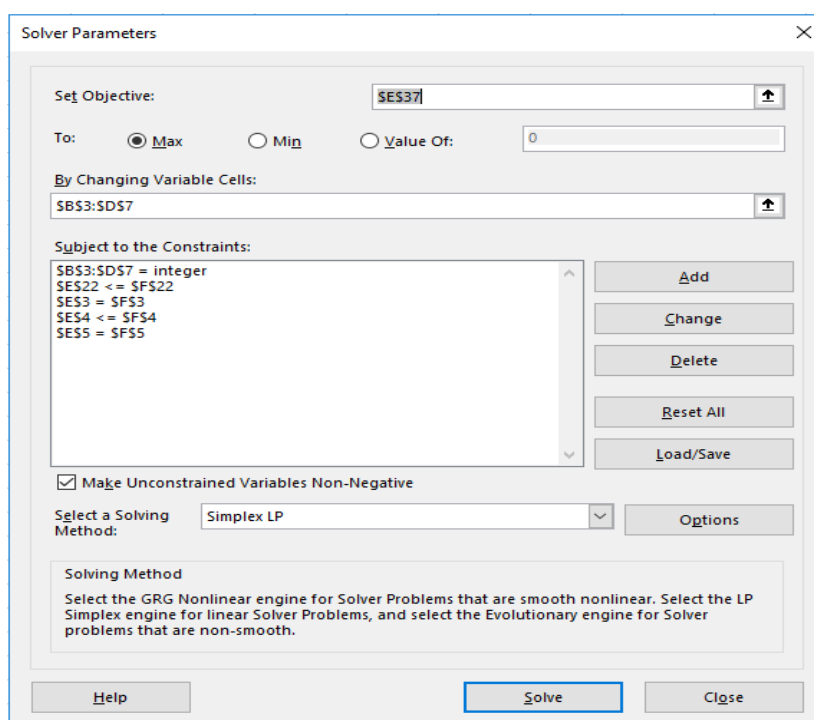 Solver Parameters
Set Objective:
$E$37
To:
Max
Min
Value Of:
0
By Changing Variable Cells:
$B$3:$D$7
Subject to the Constraints:
$B$3:$D$7 = integer
$E$22 <= $F$22
$E$3 = $F$3
$E$4 <= $F$4
$E$5 = $F$5
Add
Change
Delete
Reset All
Load/Save
Make Unconstrained Variables Non-Negative
Select a Solving
Method:
Simplex LP
Options
Solving Method
Select the GRG Nonlinear engine for Solver Problems that are smooth nonlinear. Select the LP
Simplex engine for linear Solver Problems, and select the Evolutionary engine for Solver
problems that are non-smooth.
Help
Solve
Close